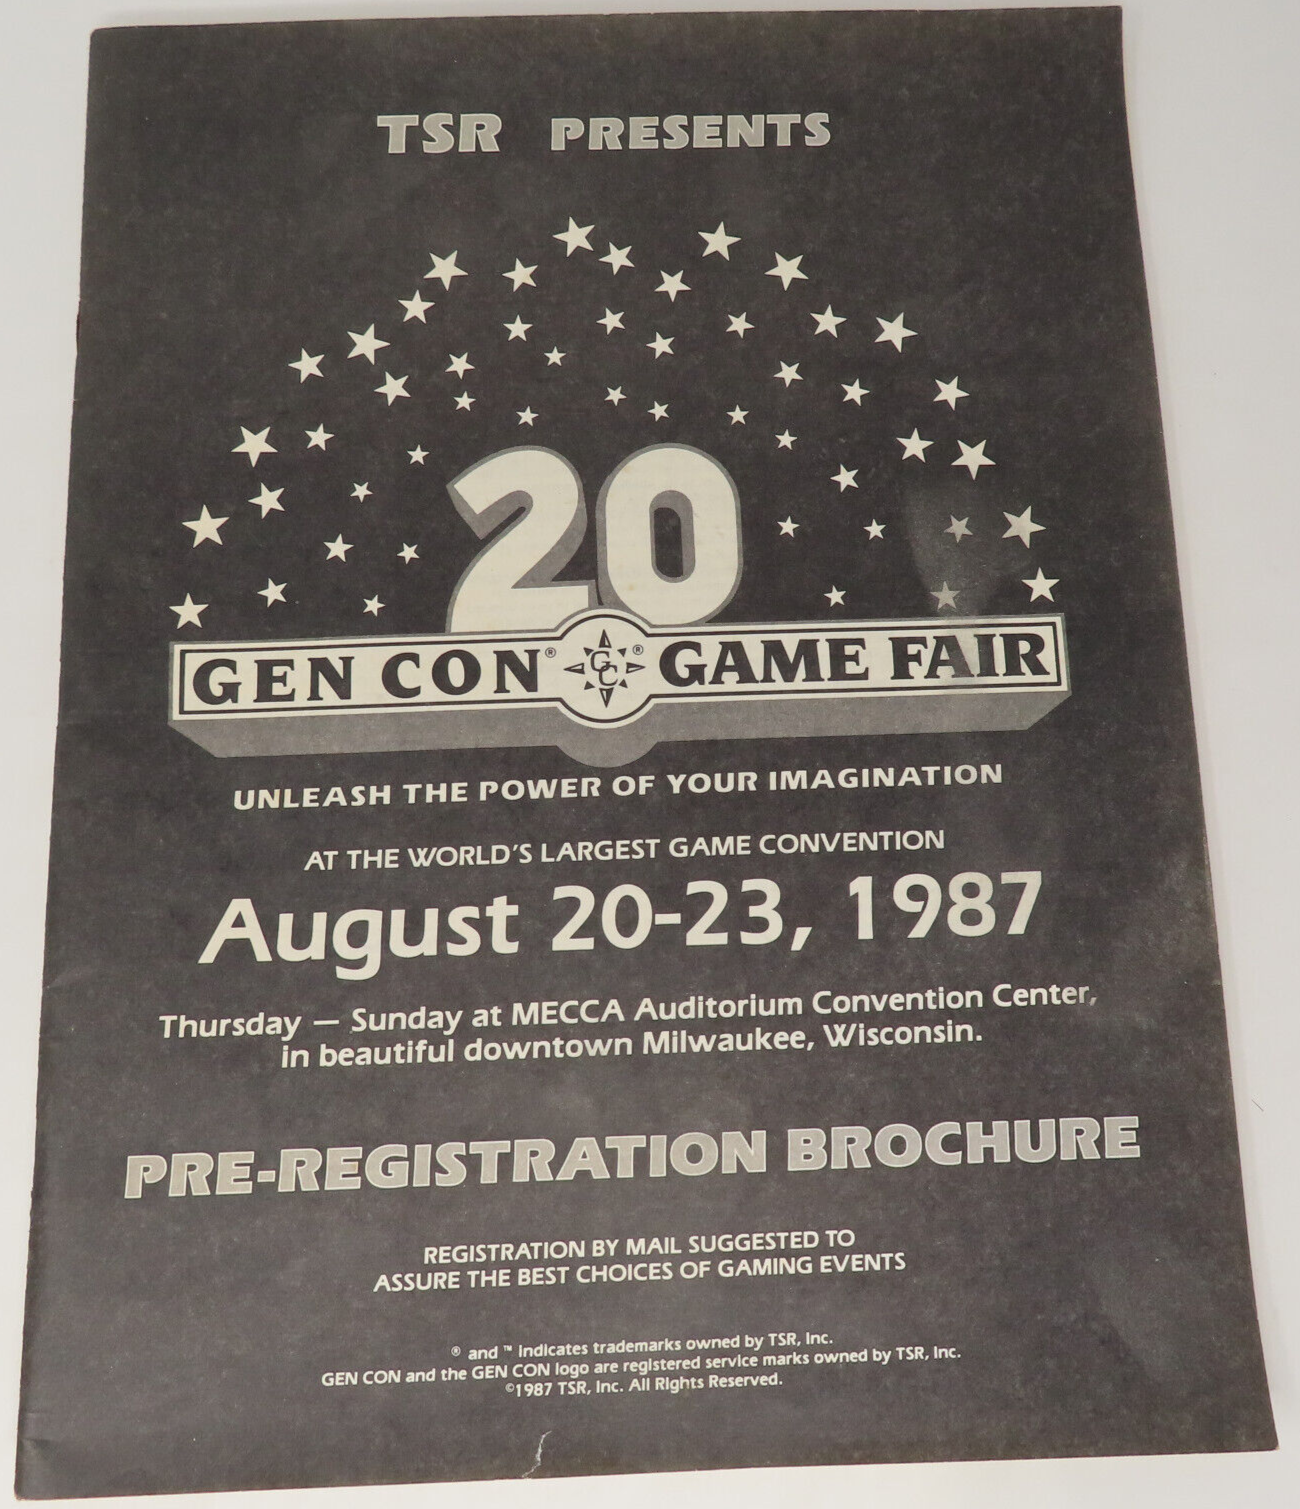 TSR PRESENTS
20
GEN CON® GC® GAME FAIR
UNLEASH THE POWER OF YOUR IMAGINATION
AT THE WORLD'S LARGEST GAME CONVENTION
August 20-23, 1987
Thursday — Sunday at MECCA Auditorium Convention Center,
in beautiful downtown Milwaukee, Wisconsin.
PRE-REGISTRATION BROCHURE
REGISTRATION BY MAIL SUGGESTED TO
ASSURE THE BEST CHOICES OF GAMING EVENTS
® and ™ indicates trademarks owned by TSR, Inc.
GEN CON and the GEN CON logo are registered service marks owned by TSR, Inc.
©1987 TSR, Inc. All Rights Reserved.